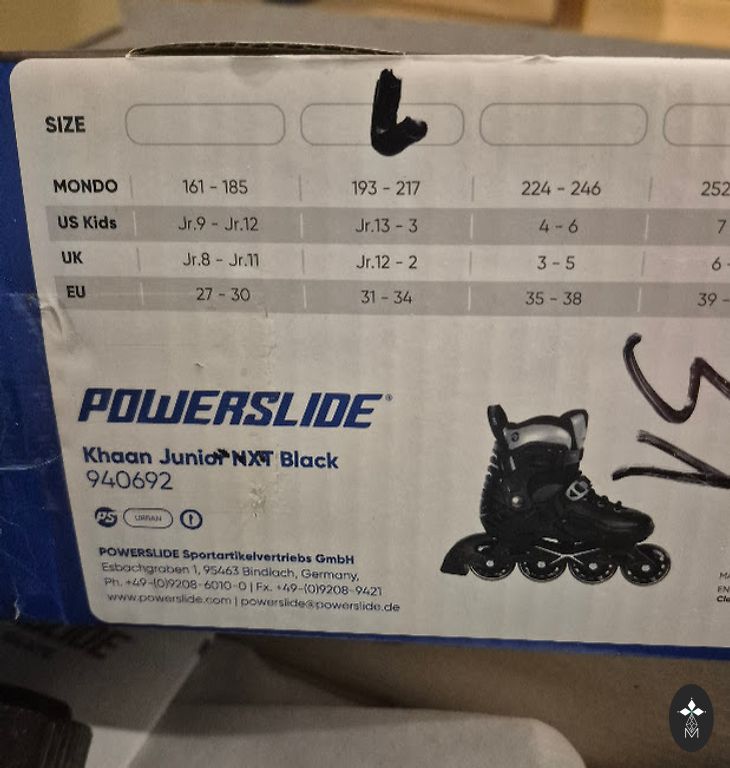 SIZE
MONDO 161 - 185 193 - 217 224 - 246 252
US Kids Jr.9 - Jr.12 Jr.13 - 3 4 - 6 7
UK Jr.8 - Jr.11 Jr.12 - 2 3 - 5 6 -
EU 27 - 30 31 - 34 35 - 38 39 -
POWERSLIDE®
Khaan Junior NXT Black
940692
PS URBAN
POWERSLIDE Sportartikelvertriebs GmbH
Esbachgraben 1, 95463 Bindlach, Germany,
Ph. +49-(0)9208-6010-0 | Fx. +49-(0)9208-9421
www.powerslide.com | powerslide@powerslide.de
M